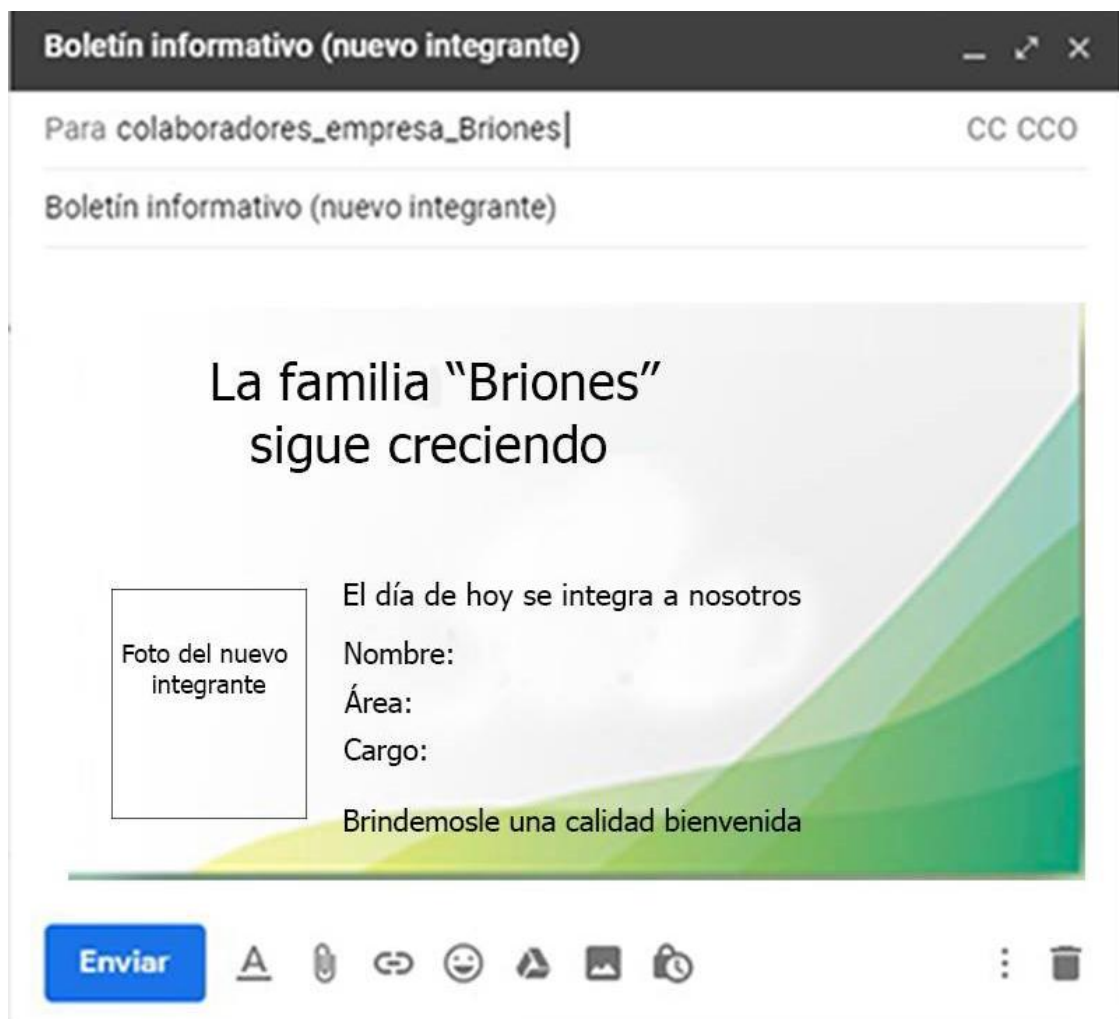 Boletín informativo (nuevo integrante)
Para colaboradores_empresa_Briones CC CCO
Boletín informativo (nuevo integrante)
La familia “Briones”
sigue creciendo
El día de hoy se integra a nosotros
Foto del nuevo
integrante
Nombre:
Área:
Cargo:
Brindemosle una calidad bienvenida
Enviar